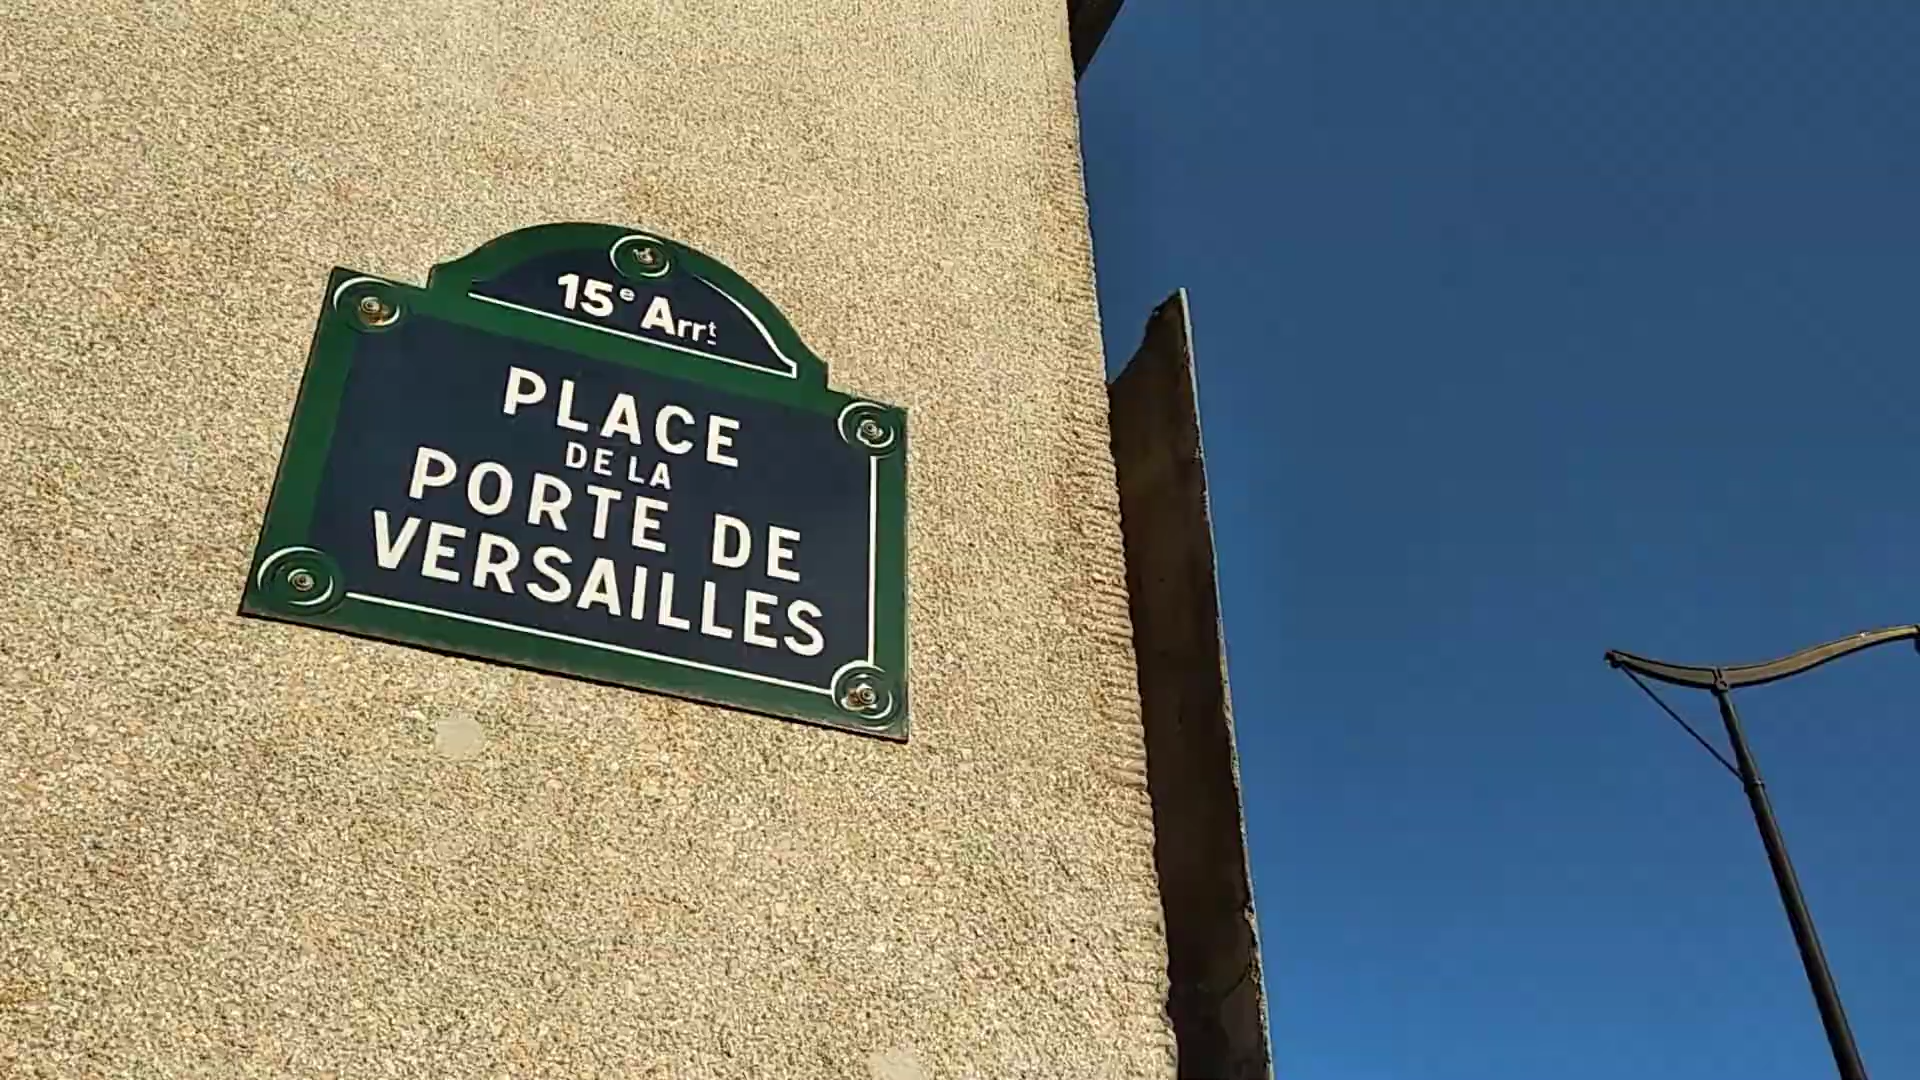 15e Arrt
PLACE
DE LA
PORTE DE
VERSAILLES